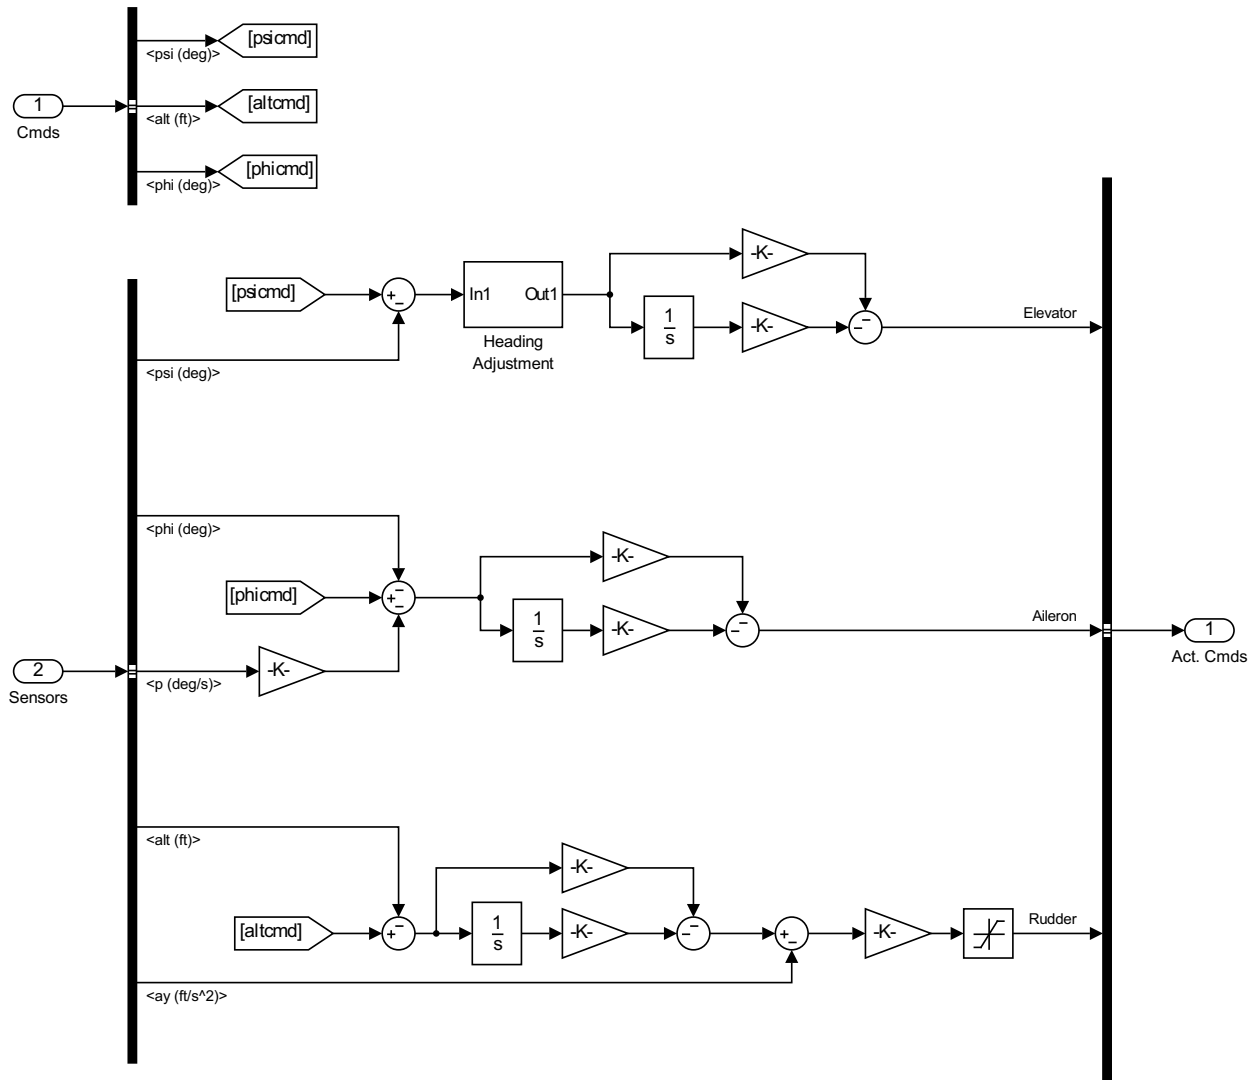 [psicmd]
<psi (deg)>
1
[altcmd]
Cmds
<alt (ft)>
[phicmd]
<phi (deg)>
-K-
[psicmd]
+
−
In1
Out1
1
s
-K-
−
−
Elevator
Heading
Adjustment
<psi (deg)>
<phi (deg)>
-K-
[phicmd]
−
+
−
1
s
-K-
−
−
Aileron
1
Act. Cmds
2
-K-
Sensors
<p (deg/s)>
<alt (ft)>
-K-
[altcmd]
−
+
1
s
-K-
−
−
+
−
-K-
Rudder
<ay (ft/s^2)>